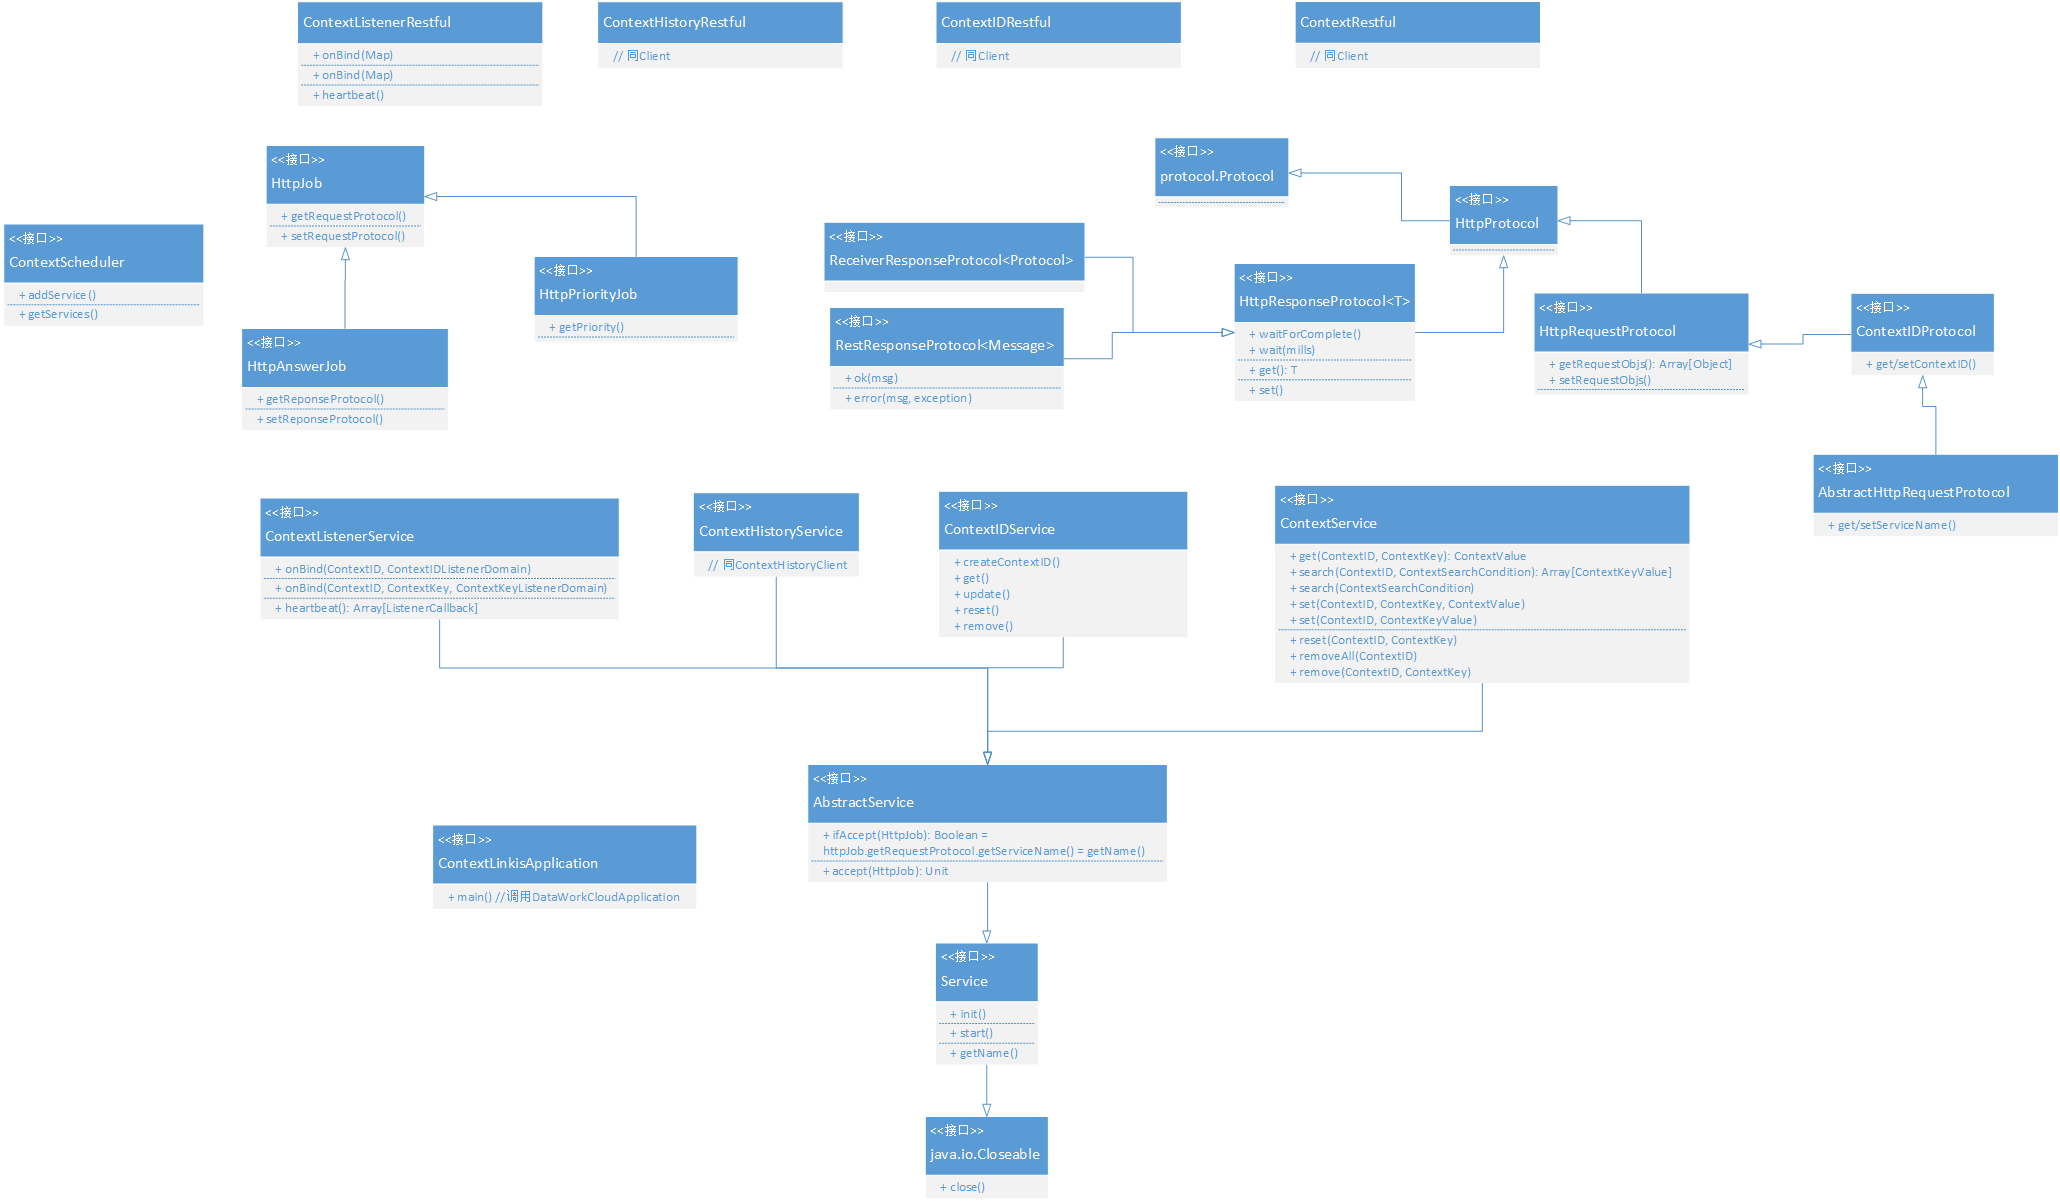 ContextListenerRestful
+ onBind(Map)
+ onBind(Map)
+ heartbeat()
ContextHistoryRestful
// 同Client
ContextIDRestful
// 同Client
ContextRestful
// 同Client
<<接口>>
HttpJob
+ getRequestProtocol()
+ setRequestProtocol()
<<接口>>
protocol.Protocol
<<接口>>
HttpProtocol
<<接口>>
ContextScheduler
+ addService()
+ getServices()
<<接口>>
ReceiverResponseProtocol<Protocol>
<<接口>>
HttpPriorityJob
+ getPriority()
<<接口>>
HttpResponseProtocol<T>
+ waitForComplete()
+ wait(mills)
+ get(): T
+ set()
<<接口>>
HttpRequestProtocol
+ getRequestObjs(): Array[Object]
+ setRequestObjs()
<<接口>>
ContextIDProtocol
+ get/setContextID()
<<接口>>
RestResponseProtocol<Message>
+ ok(msg)
+ error(msg, exception)
<<接口>>
HttpAnswerJob
+ getReponseProtocol()
+ setReponseProtocol()
<<接口>>
AbstractHttpRequestProtocol
+ get/setServiceName()
<<接口>>
ContextListenerService
+ onBind(ContextID, ContextIDListenerDomain)
+ onBind(ContextID, ContextKey, ContextKeyListenerDomain)
+ heartbeat(): Array[ListenerCallback]
<<接口>>
ContextHistoryService
// 同ContextHistoryClient
<<接口>>
ContextIDService
+ createContextID()
+ get()
+ update()
+ reset()
+ remove()
<<接口>>
ContextService
+ get(ContextID, ContextKey): ContextValue
+ search(ContextID, ContextSearchCondition): Array[ContextKeyValue]
+ search(ContextSearchCondition)
+ set(ContextID, ContextKey, ContextValue)
+ set(ContextID, ContextKeyValue)
+ reset(ContextID, ContextKey)
+ removeAll(ContextID)
+ remove(ContextID, ContextKey)
<<接口>>
AbstractService
+ ifAccept(HttpJob): Boolean =
httpJob.getRequestProtocol.getServiceName() = getName()
+ accept(HttpJob): Unit
<<接口>>
ContextLinkisApplication
+ main() //调用DataWorkCloudApplication
<<接口>>
Service
+ init()
+ start()
+ getName()
<<接口>>
java.io.Closeable
+ close()